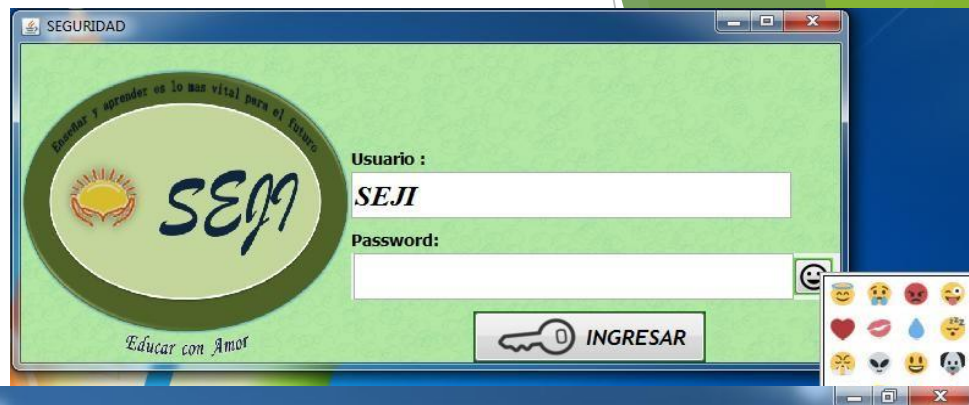 SEGURIDAD
Enseñar y aprender es lo mas vital para el futuro
SEJI
Educar con Amor
Usuario :
SEJI
Password:
INGRESAR